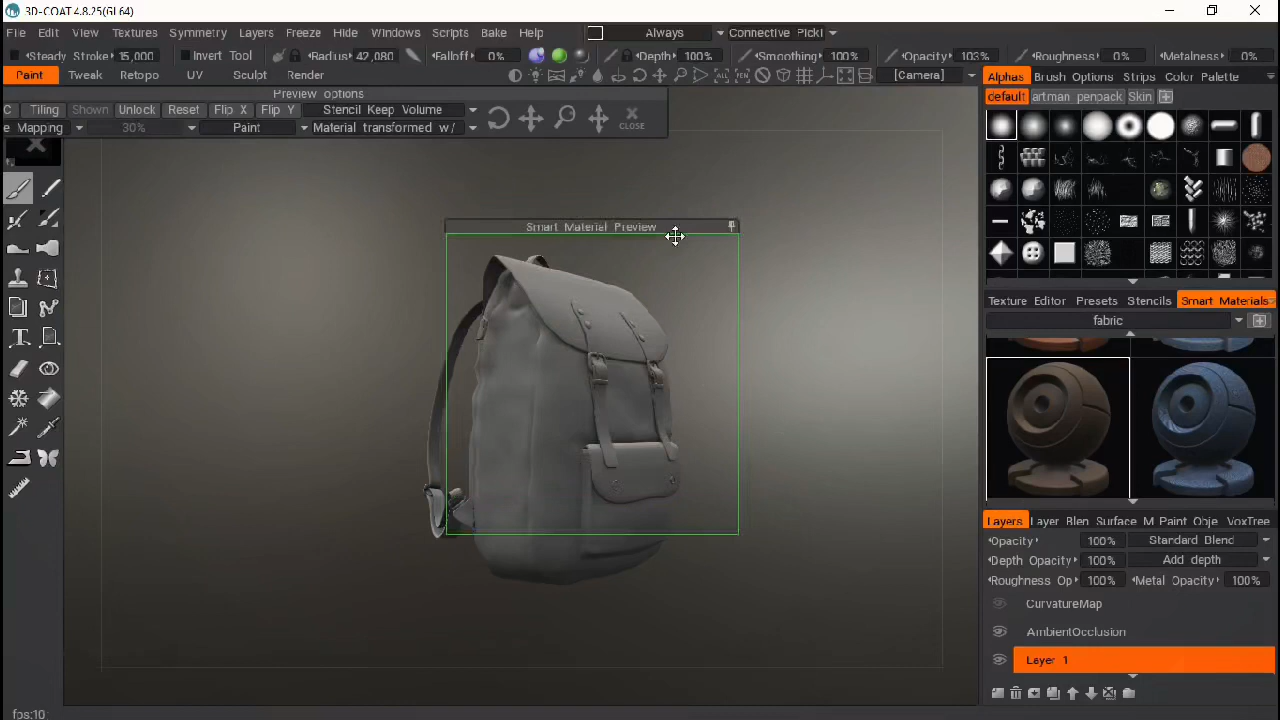 3D-COAT 4.8.25(GL64)
File Edit View Textures Symmetry Layers Freeze Hide Windows Scripts Bake Help Always Connective Picki
Steady Stroke 15,000 Invert Tool Radius 42,080 Falloff 0% Depth 100% Smoothing 100% Opacity 103% Roughness 0% Metalness 0%
Paint Tweak Retopo UV Sculpt Render [Camera] Alphas Brush Options Strips Color Palette
Preview options
default artman penpack Skin
C Tiling Shown Unlock Reset Flip X Flip Y Stencil Keep Volume
e Mapping 30% Paint Material transformed w/ CLOSE
Smart Material Preview
Texture Editor Presets Stencils Smart Materials
fabric
Layers Layer Blen Surface M Paint Obje VoxTree
Opacity 100% Standard Blend
Depth Opacity 100% Add depth
Roughness Op 100% Metal Opacity 100%
CurvatureMap
AmbientOcclusion
Layer 1
fps:10;